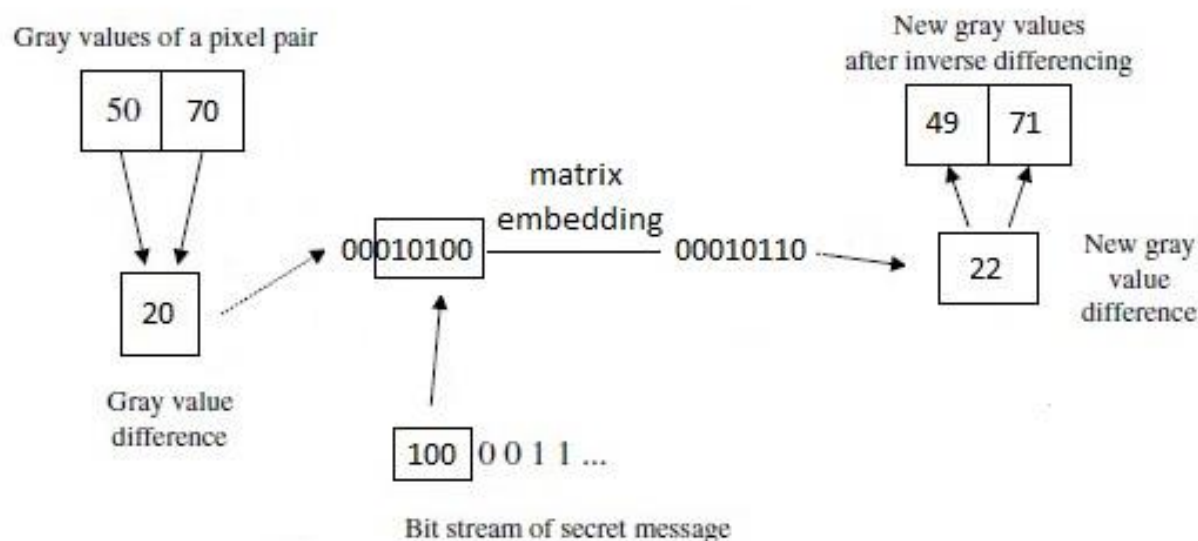 Gray values of a pixel pair
50 70
20
Gray value
difference
00010100
100 0 0 1 1 ...
Bit stream of secret message
matrix
embedding
00010110
New gray values
after inverse differencing
49 71
22
New gray
value
difference